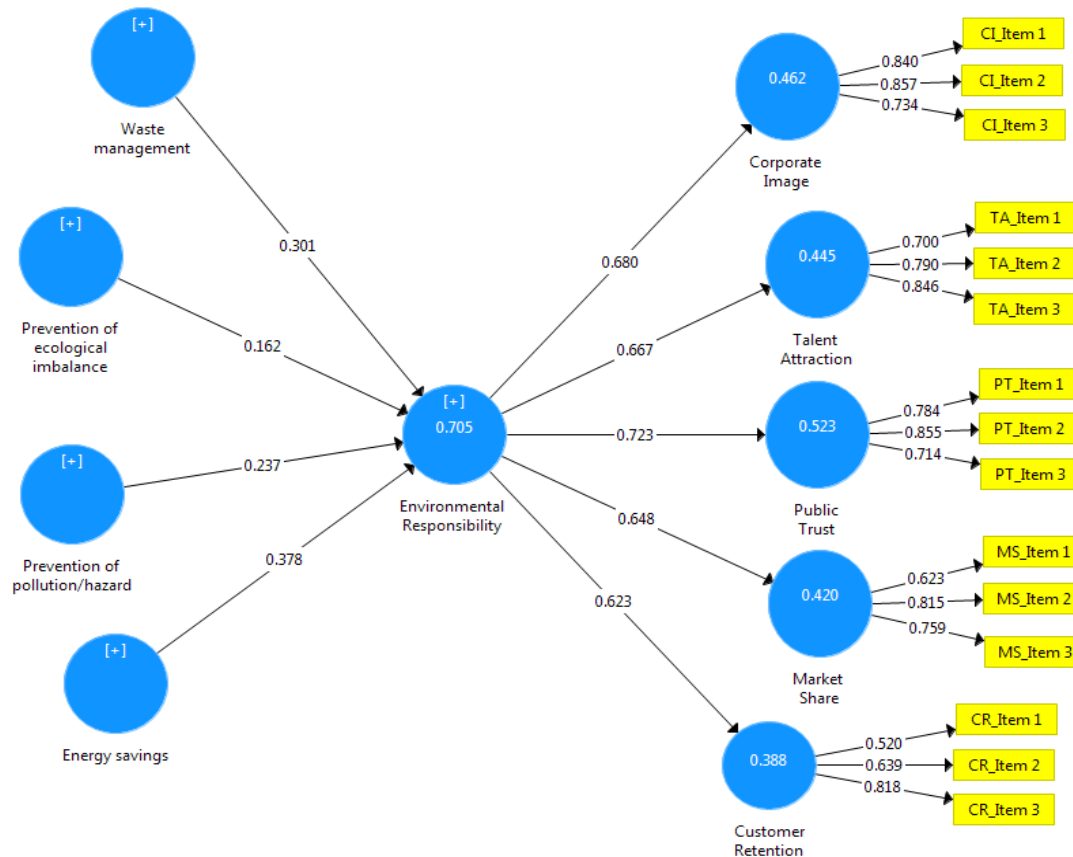 [+]
Waste
management
[+]
Prevention of
ecological
imbalance
[+]
Prevention of
pollution/hazard
[+]
Energy savings
0.301
0.162
0.237
0.378
[+]
0.705
Environmental
Responsibility
0.680
0.667
0.723
0.648
0.623
0.462
Corporate
Image
0.840
0.857
0.734
CI_Item 1
CI_Item 2
CI_Item 3
0.445
Talent
Attraction
0.700
0.790
0.846
TA_Item 1
TA_Item 2
TA_Item 3
0.523
Public
Trust
0.784
0.855
0.714
PT_Item 1
PT_Item 2
PT_Item 3
0.420
Market
Share
0.623
0.815
0.759
MS_Item 1
MS_Item 2
MS_Item 3
0.388
Customer
Retention
0.520
0.639
0.818
CR_Item 1
CR_Item 2
CR_Item 3